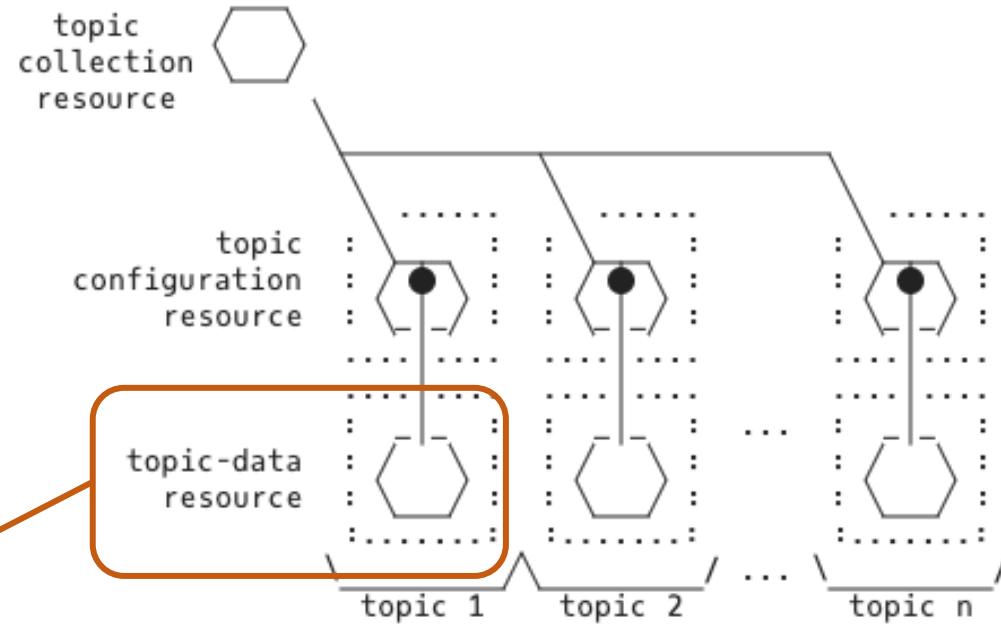 topic
collection
resource
topic
configuration
resource
topic-data
resource
...
...
topic 1
topic 2
topic n